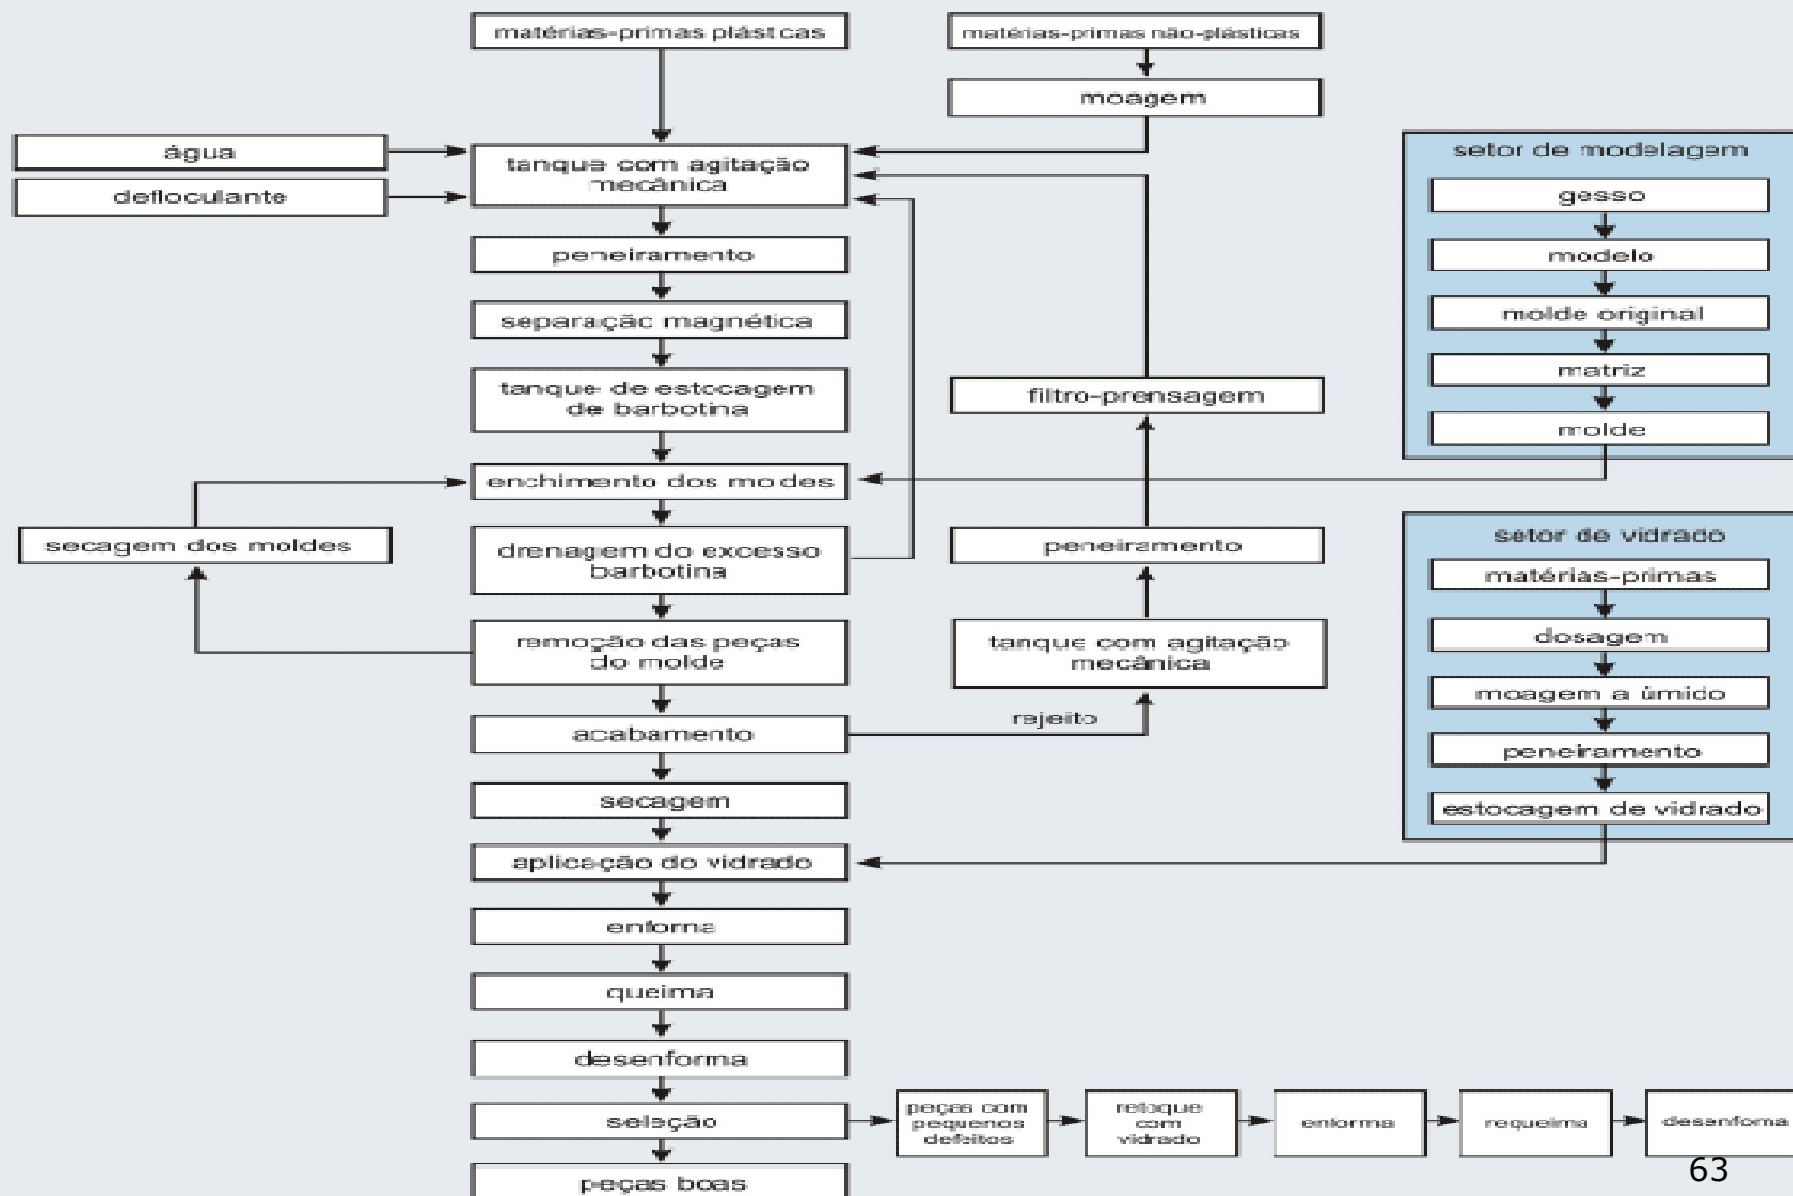 matérias-primas plásticas
matérias-primas não-plásticas
moagem
água
defloculante
tanque com agitação
mecânica
peneiramento
separação magnética
tanque de estocagem
de barbotina
enchimento dos modes
drenagem do excesso
barbotina
remoção das peças
do molde
acabamento
secagem
aplicação do vidrado
enforna
queima
desenforma
seleção
peças boas
secagem dos moldes
filtro-prensagem
peneiramento
tanque com agitação
mecânica
rejeito
setor de modelagem
gesso
modelo
molde original
matriz
molde
setor de vidrado
matérias-primas
dosagem
moagem a úmido
peneiramento
estocagem de vidrado
peças com
pequenos
defeitos
retoque
com
vidrado
enforma
requeima
desenfoma
63